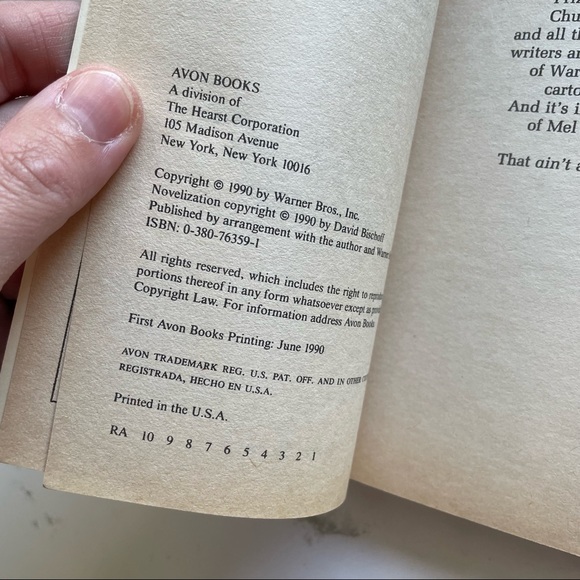 AVON BOOKS
A division of
The Hearst Corporation
105 Madison Avenue
New York, New York 10016
Copyright © 1990 by Warner Bros., Inc.
Novelization copyright © 1990 by David Bischoff
Published by arrangement with the author and
ISBN: 0-380-76359-1
All rights reserved, which includes the right to
portions thereof in any form whatsoever except as
Copyright Law. For information address Avon Books
First Avon Books Printing: June 1990
AVON TRADEMARK REG. U.S. PAT. OFF. AND IN OTHER
REGISTRADA, HECHO EN U.S.A.
Printed in the U.S.A.
RA 10 9 8 7 6 5 4 3 2 1
Chu
and all th
writers an
of War
carto
And it's i
of Mel
That ain't a